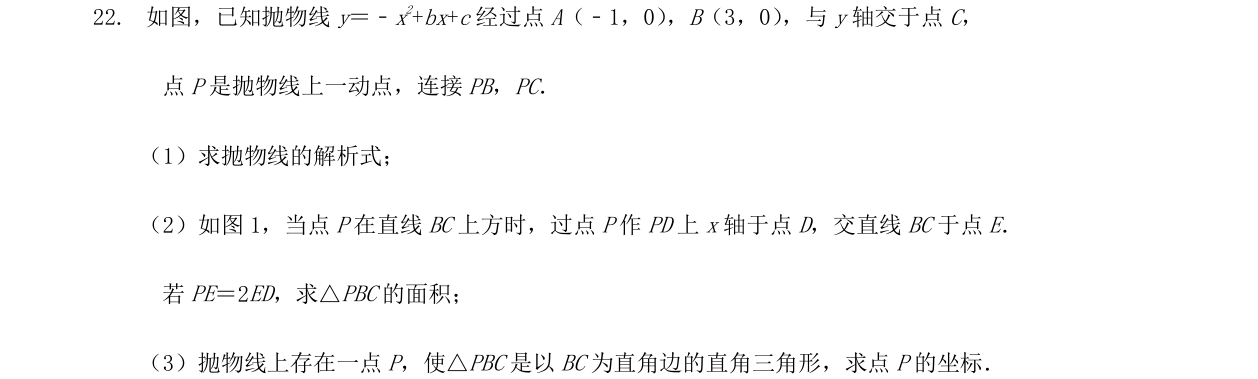 22. 如图，已知抛物线 y＝﹣x²+bx+c 经过点 A（﹣1，0），B（3，0），与 y 轴交于点 C，
点 P 是抛物线上一动点，连接 PB，PC．
（1）求抛物线的解析式；
（2）如图 1，当点 P 在直线 BC 上方时，过点 P 作 PD 上 x 轴于点 D，交直线 BC 于点 E．
若 PE＝2ED，求△PBC 的面积；
（3）抛物线上存在一点 P，使△PBC 是以 BC 为直角边的直角三角形，求点 P 的坐标．